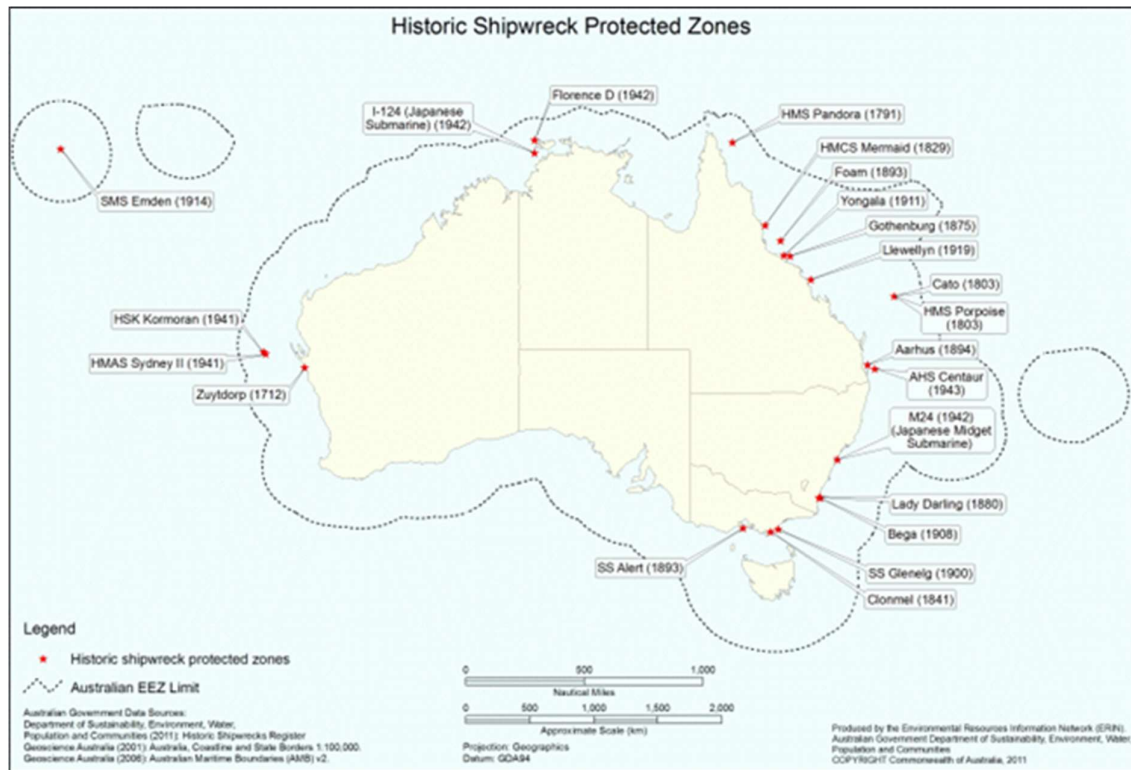 Historic Shipwreck Protected Zones
Florence D (1942)
I-124 (Japanese
Submarine) (1942)
HMS Pandora (1791)
HMCS Mermaid (1829)
Foam (1893)
Yongala (1911)
SMS Emden (1914)
Gothenburg (1875)
Llewellyn (1919)
Cato (1803)
HMS Porpoise
(1803)
HSK Kormoran (1941)
HMAS Sydney II (1941)
Aarhus (1894)
AHS Centaur
(1943)
Zuytdorp (1712)
M24 (1942)
(Japanese Midget
Submarine)
Lady Darling (1880)
Bega (1908)
SS Alert (1893)
SS Glenelg (1900)
Clonmel (1841)
Legend
Historic shipwreck protected zones
Australian EEZ Limit
0 500 1,000
Nautical Miles
0 500 1,000 1,500 2,000
Approximate Scale (km)
Australian Government Data Sources:
Department of Sustainability, Environment, Water,
Population and Communities (2011): Historic Shipwrecks Register
Geoscience Australia (2001): Australia, Coastline and State Borders 1:100,000.
Geoscience Australia (2006): Australian Maritime Boundaries (AMB) v2.
Projection: Geographics
Datum: GDA94
Produced by the Environmental Resources Information Network (ERIN).
Australian Government Department of Sustainability, Environment, Water,
Population and Communities
COPYRIGHT Commonwealth of Australia, 2011